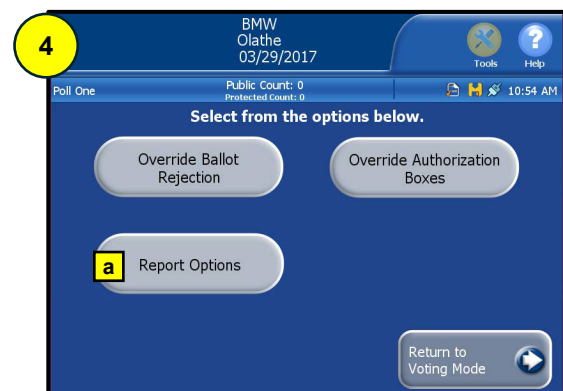 4
BMW
Olathe
03/29/2017
Tools
Help
Poll One
Public Count: 0
Protected Count: 0
10:54 AM
Select from the options below.
Override Ballot
Rejection
Override Authorization
Boxes
a
Report Options
Return to
Voting Mode